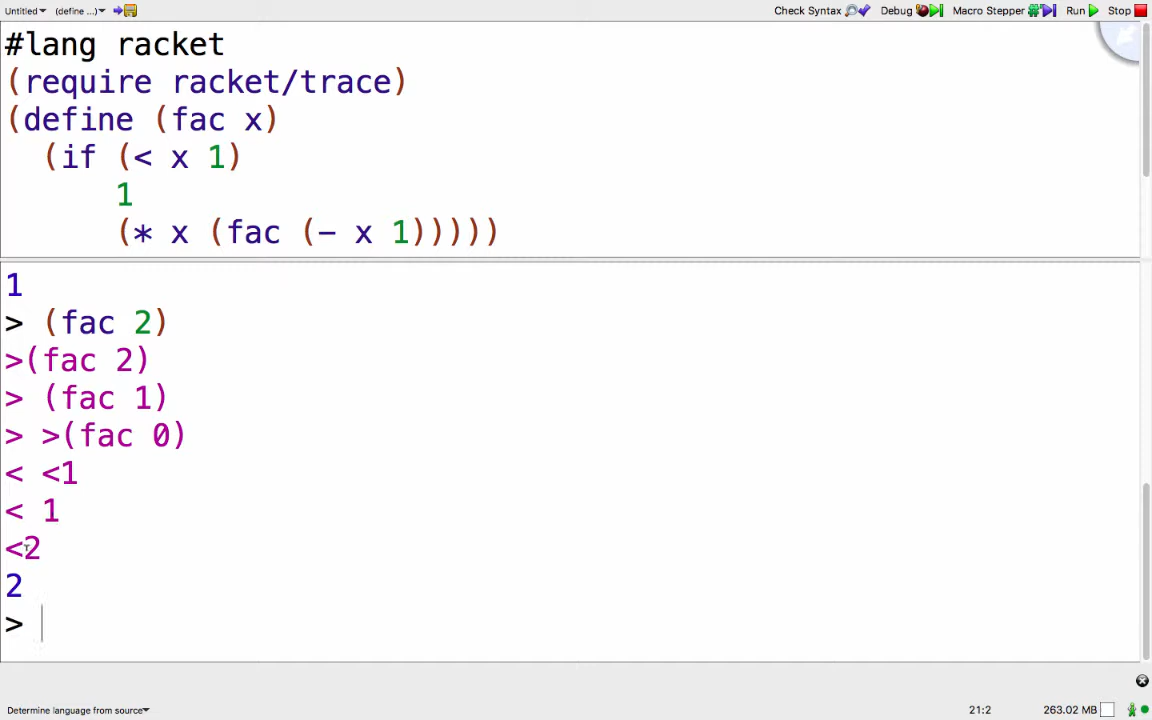 Untitled (define ...) Check Syntax Debug Macro Stepper Run Stop
#lang racket
(require racket/trace)
(define (fac x)
(if (< x 1)
1
(* x (fac (- x 1)))))
1
> (fac 2)
>(fac 2)
> (fac 1)
> >(fac 0)
< <1
< 1
<2
2
>
Determine language from source 21:2 263.02 MB